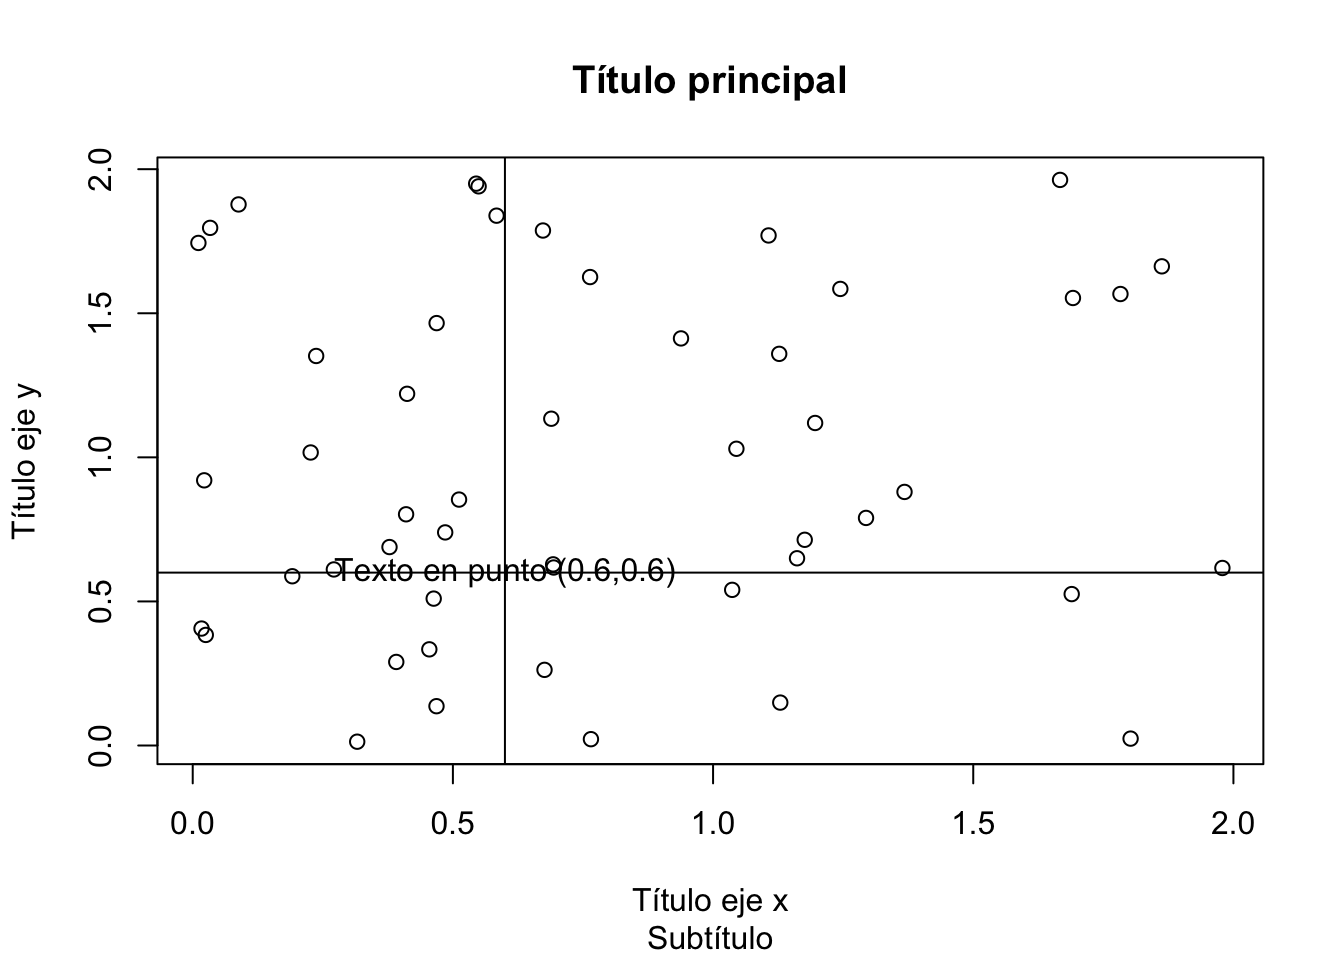 Título principal
Título eje y
2.0
1.5
1.0
0.5
0.0
Texto en punto (0.6,0.6)
0.0 0.5 1.0 1.5 2.0
Título eje x
Subtítulo